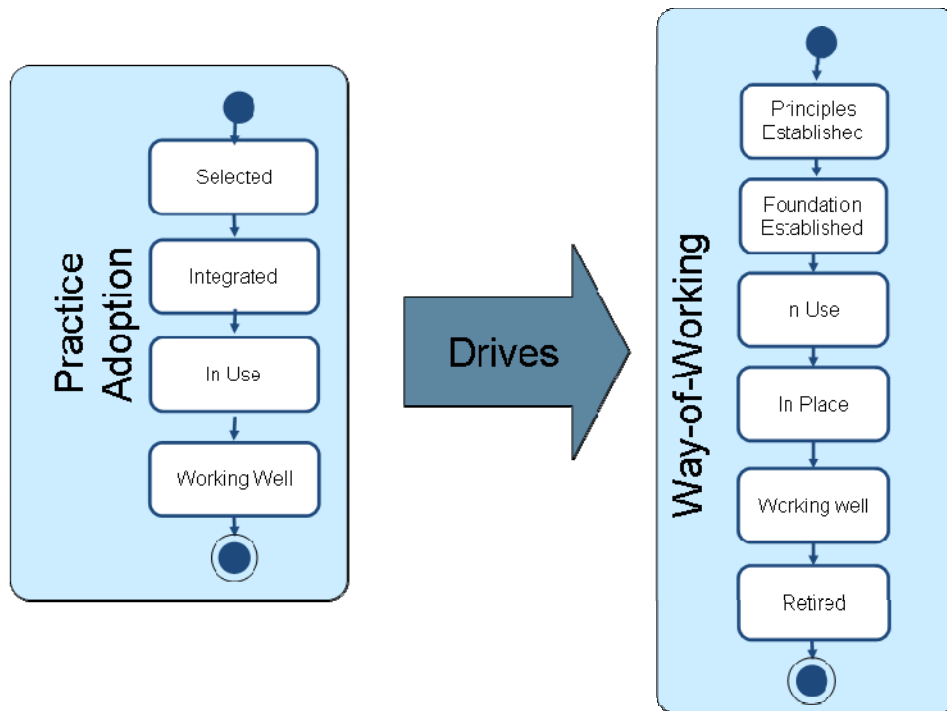 Practice
Adoption
Selected
Integrated
In Use
Working Well
Drives
Way-of-Working
Principles
Established
Foundation
Established
n Use
In Place
Working well
Retired